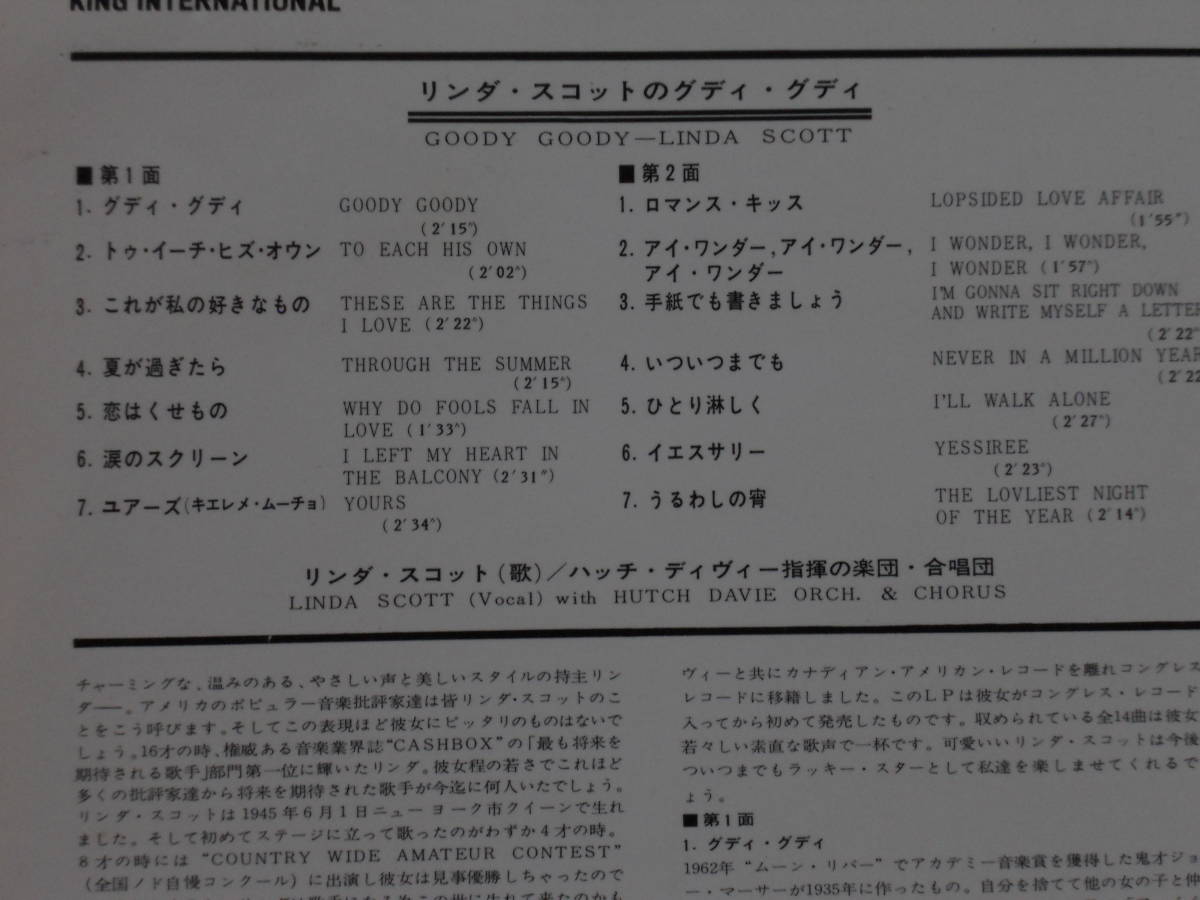 KING INTERNATIONAL
リンダ・スコットのグディ・グディ
GOODY GOODY—LINDA SCOTT
■第1面
1. グディ・グディ GOODY GOODY
(2′15″)
2. トゥ・イーチ・ヒズ・オウン TO EACH HIS OWN
(2′02″)
3. これが私の好きなもの THESE ARE THE THINGS
I LOVE (2′22″)
4. 夏が過ぎたら THROUGH THE SUMMER
(2′15″)
5. 恋はくせもの WHY DO FOOLS FALL IN
LOVE (1′33″)
6. 涙のスクリーン I LEFT MY HEART IN
THE BALCONY (2′31″)
7. ユアーズ(キエレメ・ムーチョ) YOURS
(2′34″)
■第2面
1. ロマンス・キッス LOPSIDED LOVE AFFAIR
(1′55″)
2. アイ・ワンダー,アイ・ワンダー, I WONDER, I WONDER,
アイ・ワンダー I WONDER (1′57″)
3. 手紙でも書きましょう I'M GONNA SIT RIGHT DOWN
AND WRITE MYSELF A LETTER
(2′22″
4. いついつまでも NEVER IN A MILLION YEAR
(2′22
5. ひとり淋しく I'LL WALK ALONE
(2′27″)
6. イエスサリー YESSIREE
(2′23″)
7. うるわしの宵 THE LOVLIEST NIGHT
OF THE YEAR (2′14″)
リンダ・スコット(歌)／ハッチ・ディヴィー指揮の楽団・合唱団
LINDA SCOTT (Vocal) with HUTCH DAVIE ORCH. & CHORUS
チャーミングな、温みのある、やさしい声と美しいスタイルの持主リン
ダ——。アメリカのポピュラー音楽批評家達は皆リンダ・スコットのこ
とをこう呼びます。そしてこの表現ほど彼女にピッタリのものはないで
しょう。16才の時、権威ある音楽業界誌“CASHBOX”の「最も将来を
期待される歌手」部門第一位に輝いたリンダ。彼女程の若さでこれほど
多くの批評家達から将来を期待された歌手が今迄に何人いたでしょう。
リンダ・スコットは1945年6月1日ニューヨーク市クイーンで生れ
ました。そして初めてステージに立って歌ったのがわずか4才の時。
8才の時には “COUNTRY WIDE AMATEUR CONTEST”
(全国ノド自慢コンクール) に出演し彼女は見事優勝しちゃったので
ヴィーと共にカナディアン・アメリカン・レコードを離れコングレス
レコードに移籍しました。このLPは彼女がコングレス・レコード
入ってから初めて発売したものです。収められている全14曲は彼女
若々しい素直な歌声で一杯です。可愛いいリンダ・スコットは今後
ついつまでもラッキー・スターとして私達を楽しませてくれるで
ょう。
■第1面
1. グディ・グディ
1962年 “ムーン・リバー” でアカデミー音楽賞を獲得した鬼才ジョ
ー・マーサーが1935年に作ったもの。自分を捨てて他の女の子と仲